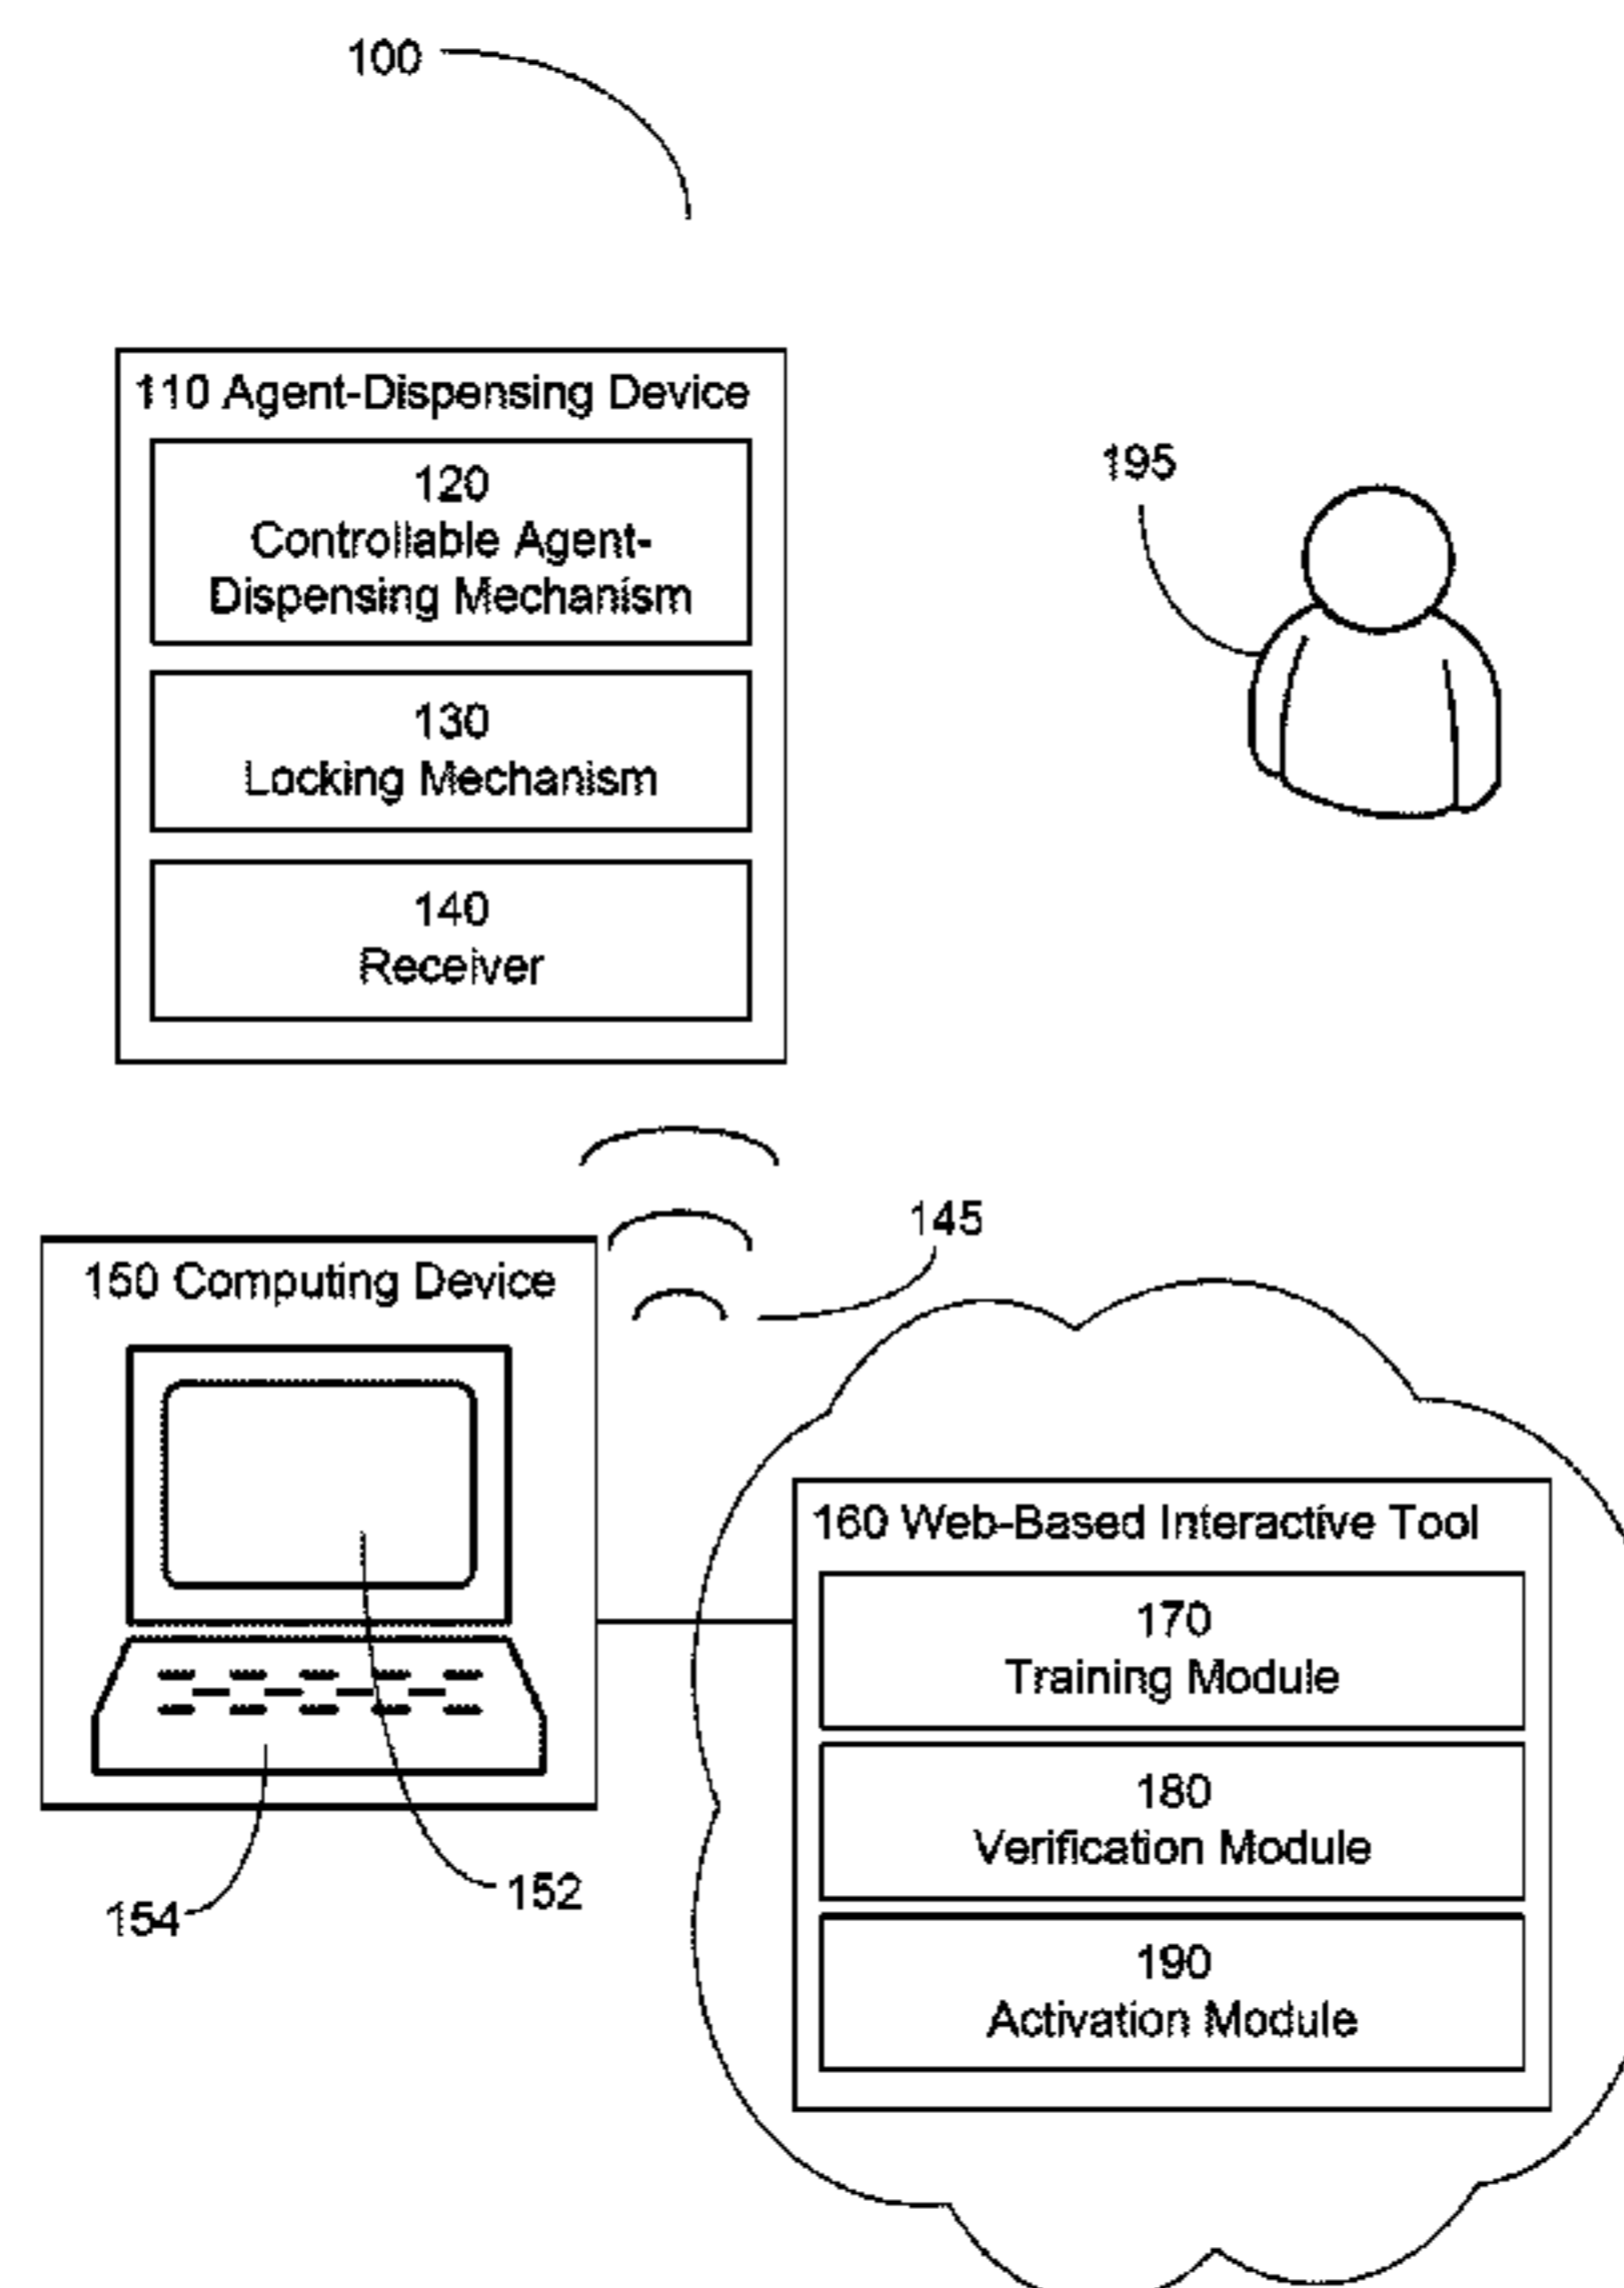 100
110 Agent-Dispensing Device
120
Controllable Agent-
Dispensing Mechanism
130
Locking Mechanism
140
Receiver
195
145
150 Computing Device
152
154
160 Web-Based Interactive Tool
170
Training Module
180
Verification Module
190
Activation Module